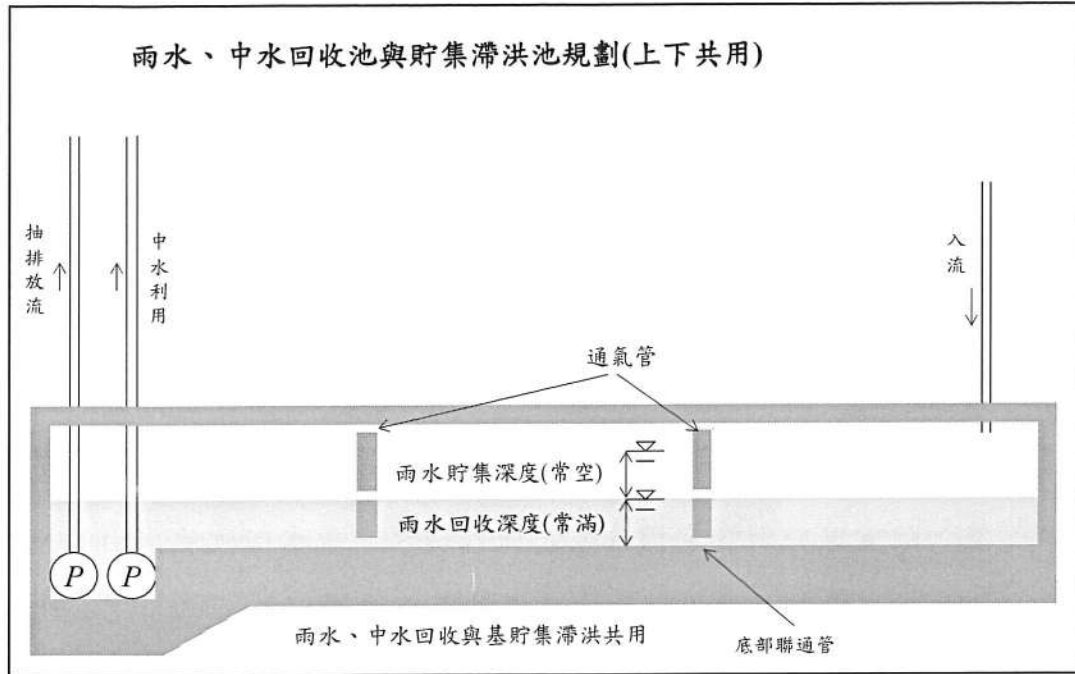 雨水、中水回收池與貯集滯洪池規劃(上下共用)
抽排放流
中水利用
入流
通氣管
雨水貯集深度(常空)
雨水回收深度(常滿)
P
P
雨水、中水回收與基貯集滯洪共用
底部聯通管